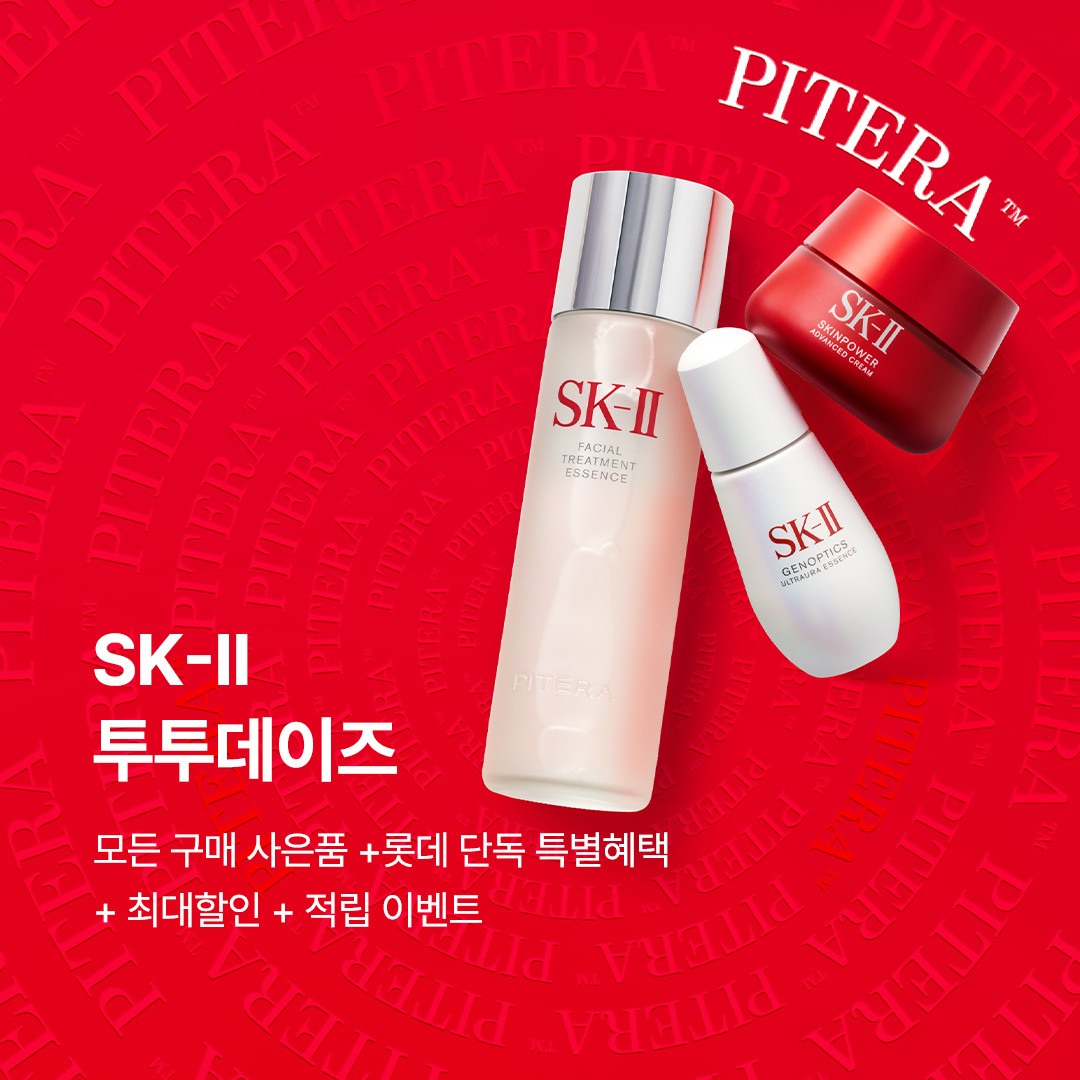 PITERA™
SK-II
SKINPOWER
ADVANCED CREAM
SK-II
FACIAL
TREATMENT
ESSENCE
PITERA
SK-II
GENOPTICS
ULTRAURA ESSENCE
SK-II
투투데이즈
모든 구매 사은품 +롯데 단독 특별혜택
+ 최대할인 + 적립 이벤트